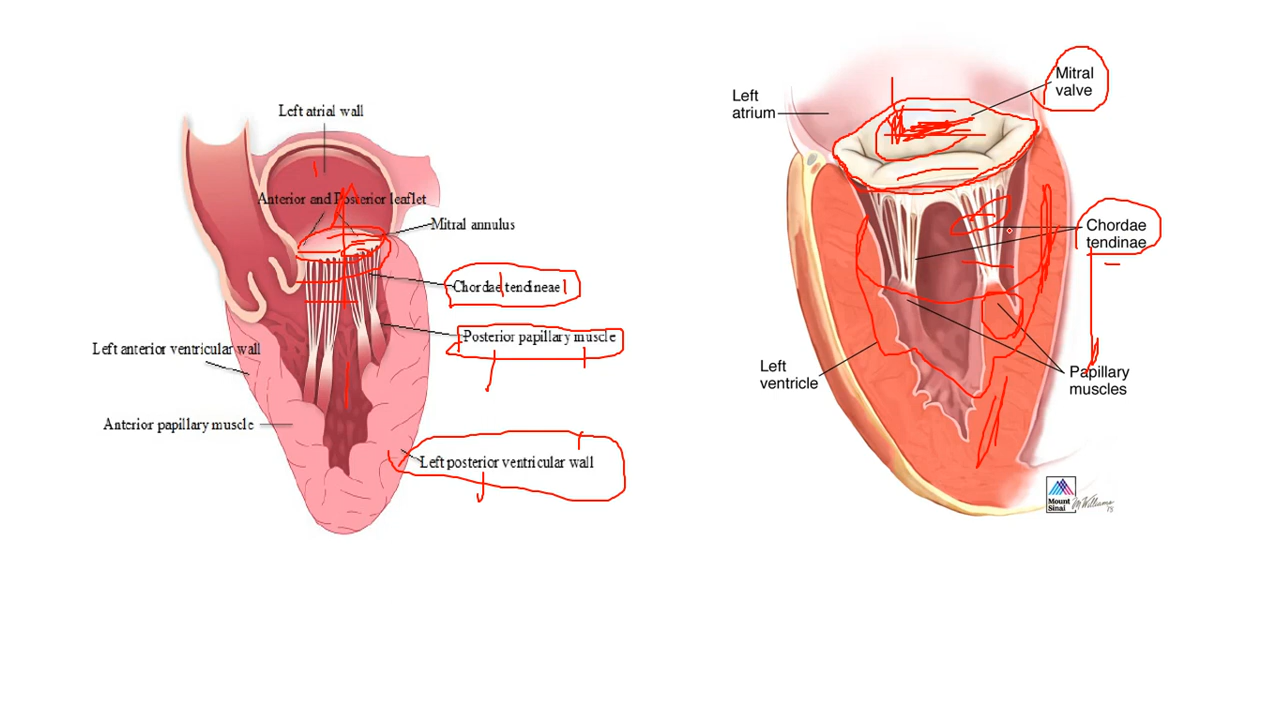 Left atrial wall
Anterior and Posterior leaflet
Mitral annulus
Chordae tendineae
Posterior papillary muscle
Left anterior ventricular wall
Anterior papillary muscle
Left posterior ventricular wall
Mitral
valve
Left
atrium
Chordae
tendinae
Left
ventricle
Papillary
muscles
Mount
Sinai